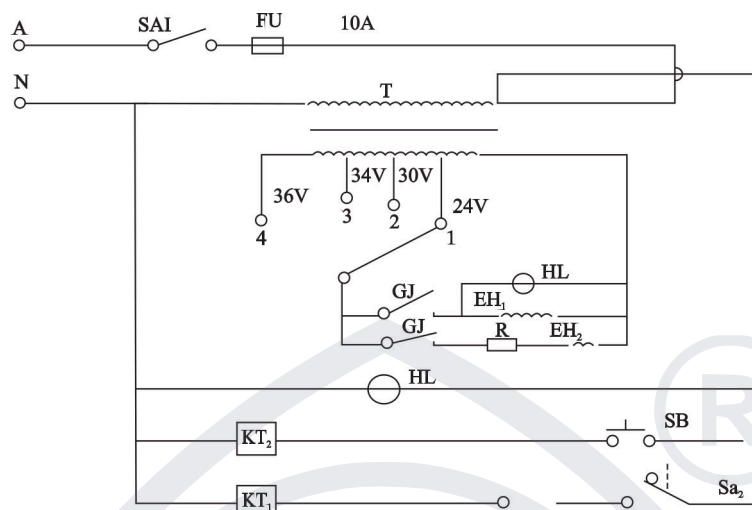 A SAI FU 10A
N
T
36V 34V 30V 24V
4 3 2 1
HL
GJ EH₁
GJ R EH₂
HL
KT₂ SB
KT₁ Sa₂
®